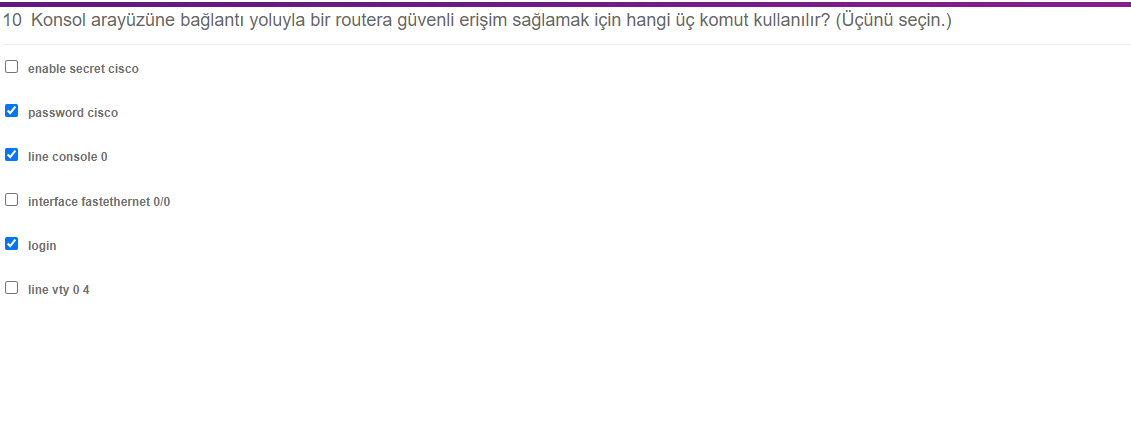 10 Konsol arayüzüne bağlantı yoluyla bir routera güvenli erişim sağlamak için hangi üç komut kullanılır? (Üçünü seçin.)
enable secret cisco
password cisco
line console 0
interface fastethernet 0/0
login
line vty 0 4